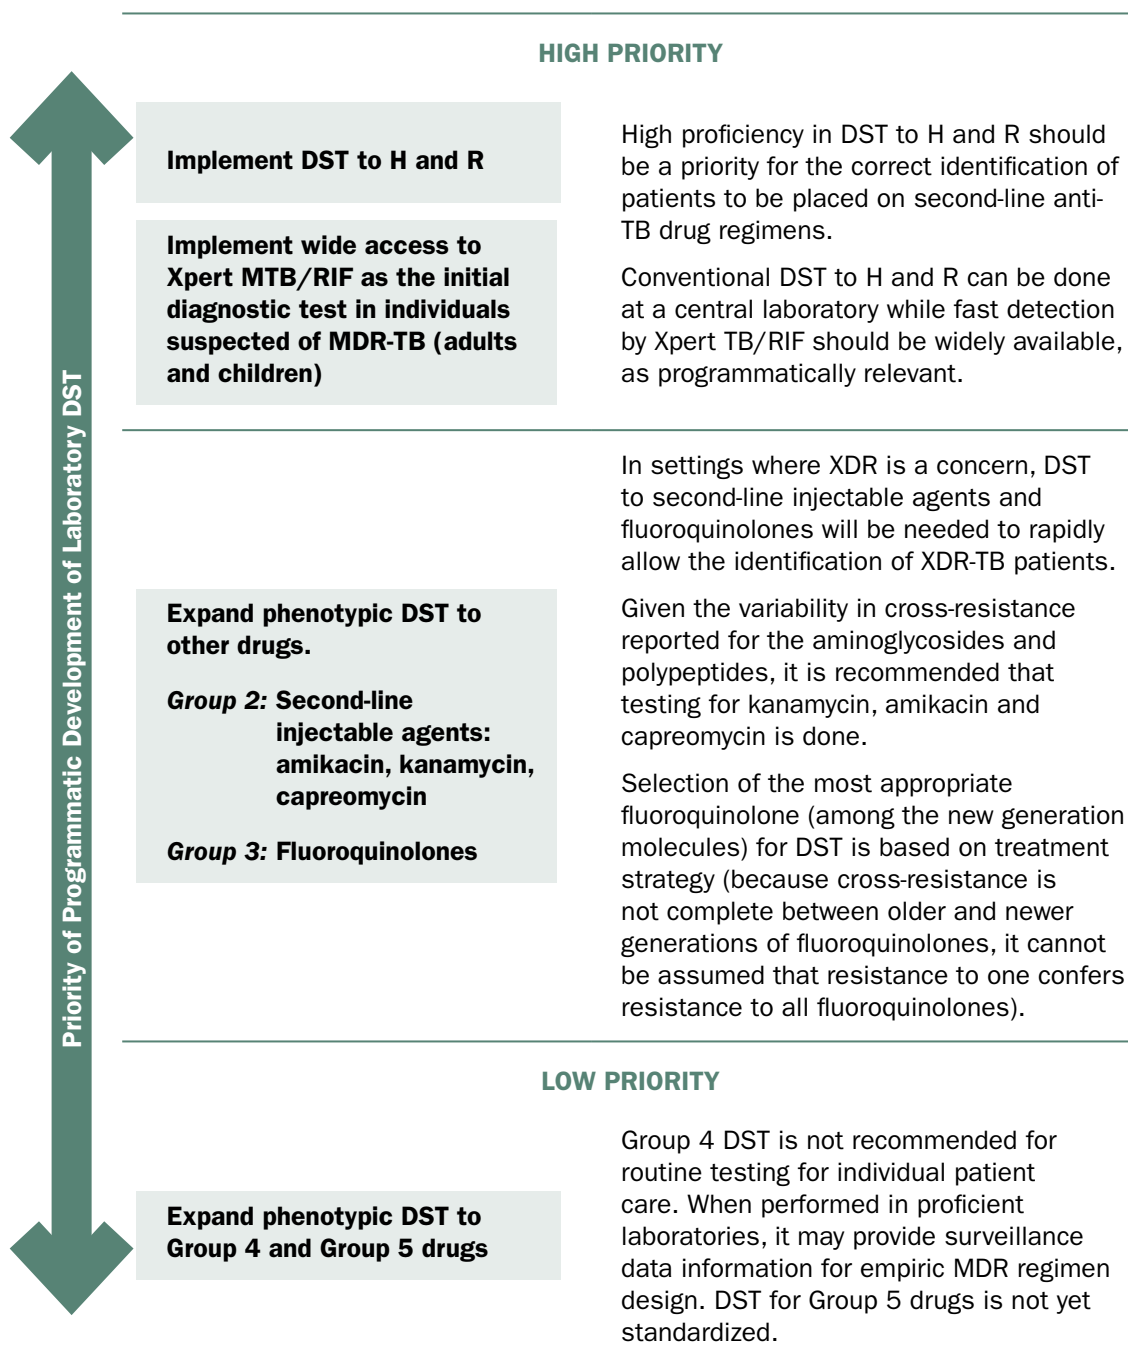 HIGH PRIORITY
Priority of Programmatic Development of Laboratory DST
Implement DST to H and R
Implement wide access to
Xpert MTB/RIF as the initial
diagnostic test in individuals
suspected of MDR-TB (adults
and children)
High proficiency in DST to H and R should
be a priority for the correct identification of
patients to be placed on second-line anti-
TB drug regimens.
Conventional DST to H and R can be done
at a central laboratory while fast detection
by Xpert TB/RIF should be widely available,
as programmatically relevant.
Expand phenotypic DST to
other drugs.
Group 2: Second-line
injectable agents:
amikacin, kanamycin,
capreomycin
Group 3: Fluoroquinolones
In settings where XDR is a concern, DST
to second-line injectable agents and
fluoroquinolones will be needed to rapidly
allow the identification of XDR-TB patients.
Given the variability in cross-resistance
reported for the aminoglycosides and
polypeptides, it is recommended that
testing for kanamycin, amikacin and
capreomycin is done.
Selection of the most appropriate
fluoroquinolone (among the new generation
molecules) for DST is based on treatment
strategy (because cross-resistance is
not complete between older and newer
generations of fluoroquinolones, it cannot
be assumed that resistance to one confers
resistance to all fluoroquinolones).
LOW PRIORITY
Expand phenotypic DST to
Group 4 and Group 5 drugs
Group 4 DST is not recommended for
routine testing for individual patient
care. When performed in proficient
laboratories, it may provide surveillance
data information for empiric MDR regimen
design. DST for Group 5 drugs is not yet
standardized.